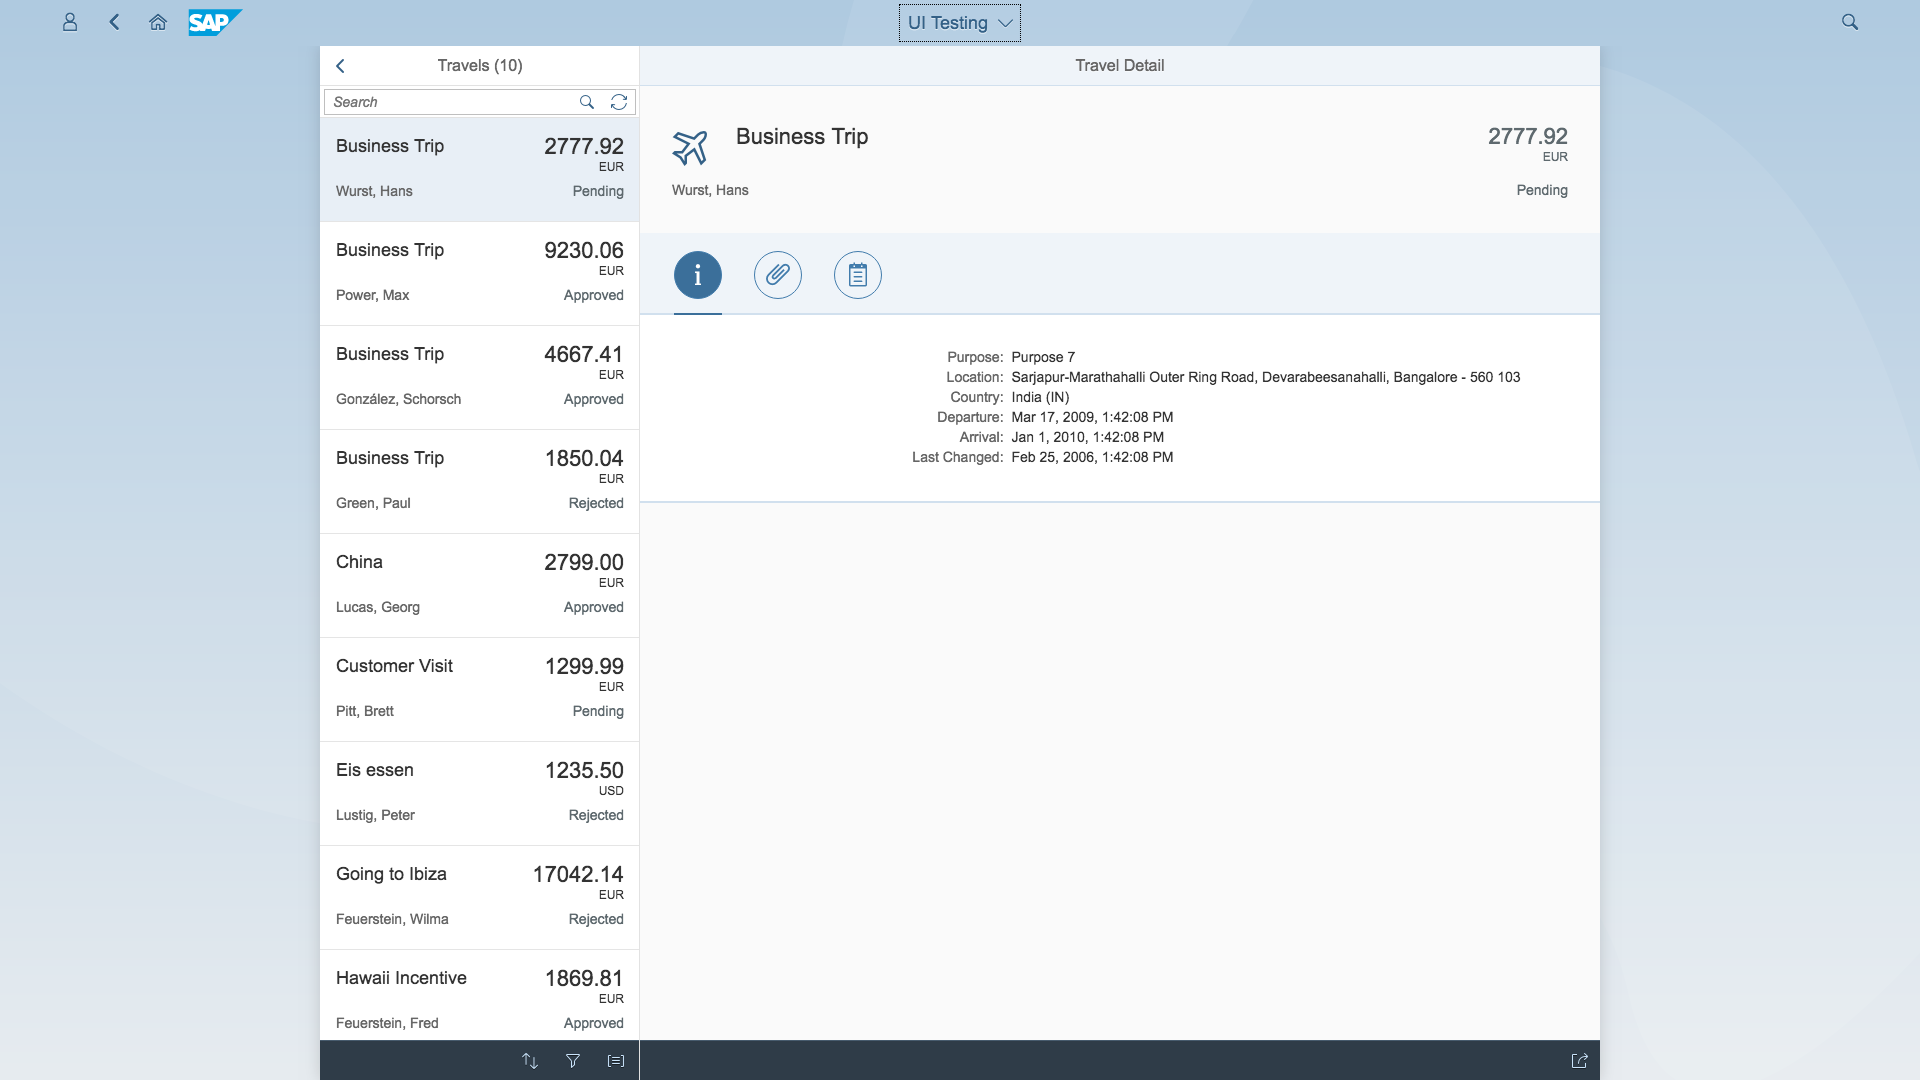 SAP
UI Testing
Travels (10)
Travel Detail
Search
Business Trip 2777.92
EUR
Wurst, Hans Pending
Business Trip 9230.06
EUR
Power, Max Approved
Business Trip 4667.41
EUR
González, Schorsch Approved
Business Trip 1850.04
EUR
Green, Paul Rejected
China 2799.00
EUR
Lucas, Georg Approved
Customer Visit 1299.99
EUR
Pitt, Brett Pending
Eis essen 1235.50
USD
Lustig, Peter Rejected
Going to Ibiza 17042.14
EUR
Feuerstein, Wilma Rejected
Hawaii Incentive 1869.81
EUR
Feuerstein, Fred Approved
Business Trip 2777.92
EUR
Wurst, Hans Pending
Purpose: Purpose 7
Location: Sarjapur-Marathahalli Outer Ring Road, Devarabeesanahalli, Bangalore - 560 103
Country: India (IN)
Departure: Mar 17, 2009, 1:42:08 PM
Arrival: Jan 1, 2010, 1:42:08 PM
Last Changed: Feb 25, 2006, 1:42:08 PM